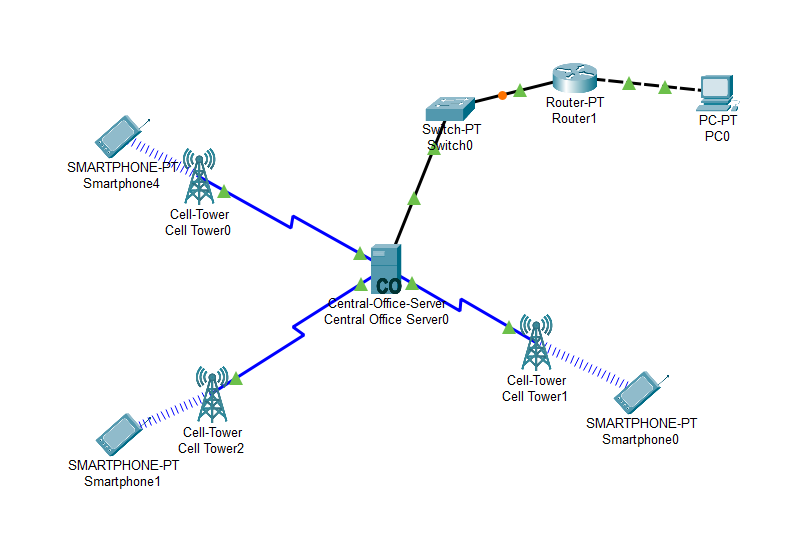 Router-PT
Router1
PC-PT
PC0
Switch-PT
Switch0
SMARTPHONE-PT
Smartphone4
Cell-Tower
Cell Tower0
CO
Central-Office-Server
Central Office Server0
Cell-Tower
Cell Tower1
SMARTPHONE-PT
Smartphone0
Cell-Tower
Cell Tower2
SMARTPHONE-PT
Smartphone1